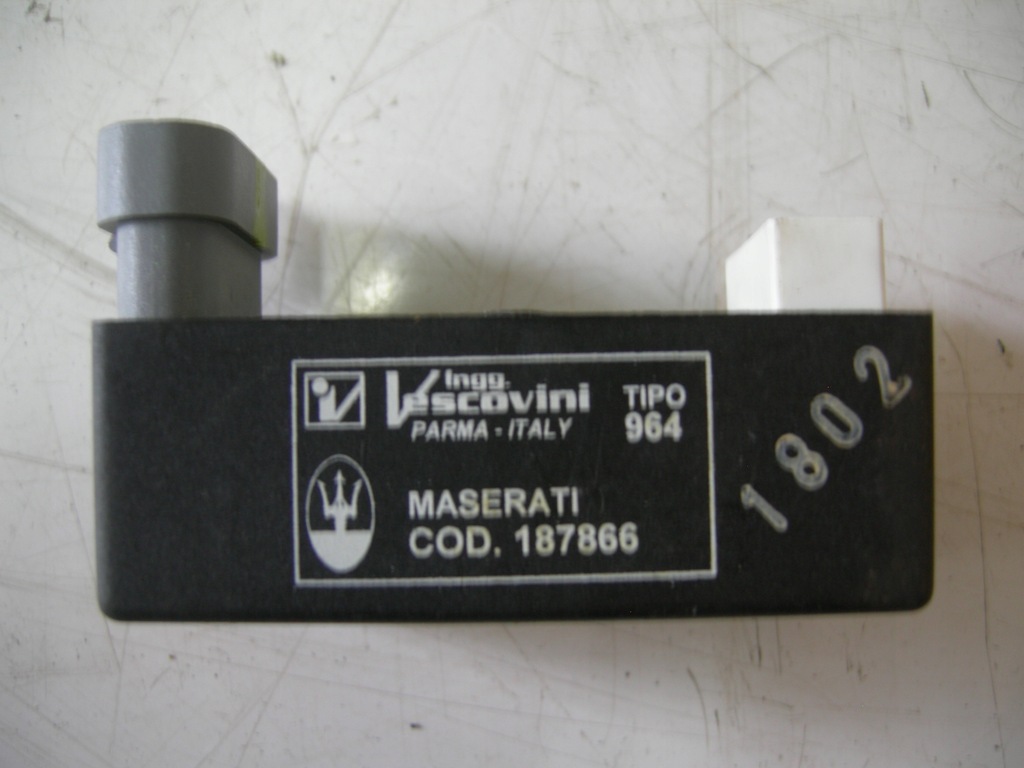 Ingg.
Vescovini
PARMA - ITALY
TIPO
964
MASERATI
COD. 187866
1802